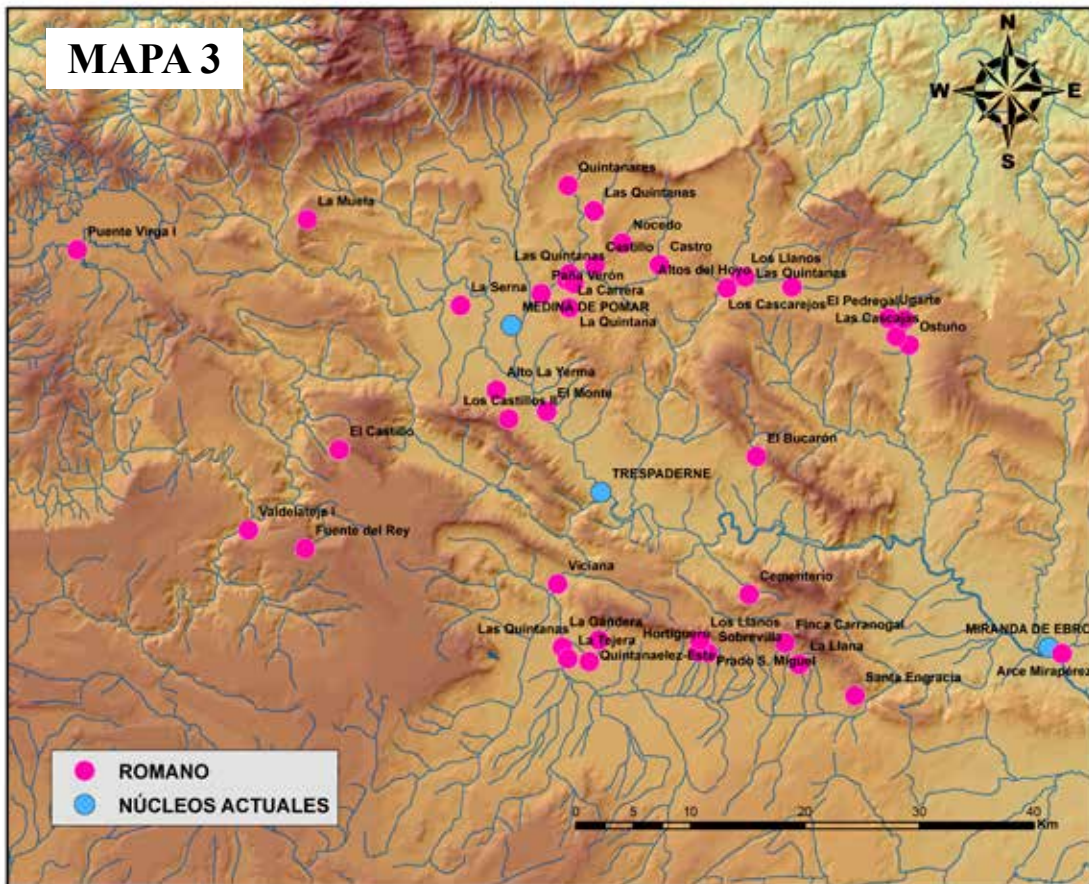 MAPA 3
N
W E
S
Quintanares
Las Quintanas
La Muela
Nocedo
Puente Virga I
Castillo
Castro
Las Quintanas
Los Llanos
Altos del Hoyo
Las Quintanas
Peña Verón
La Serna
La Carrera
MEDINA DE POMAR
Los Cascarejos
El Pedregal
Ugarte
La Quintana
Las Cascajas
Ostuño
Alto La Yerma
El Monte
Los Castillos II
El Castillo
El Bucarón
TRESPADERNE
Valdelateja I
Fuente del Rey
Viciana
Cementerio
La Gándera
Los Llanos
Finca Carranogal
MIRANDA DE EBRO
Las Quintanas
Hortigueru
Sobrevilla
La Tejera
La Llana
Quintanaelez-Este
Prado S. Miguel
Arce Mirapérez
Santa Engracia
ROMANO
NÚCLEOS ACTUALES
0 5 10 20 30 40
Km